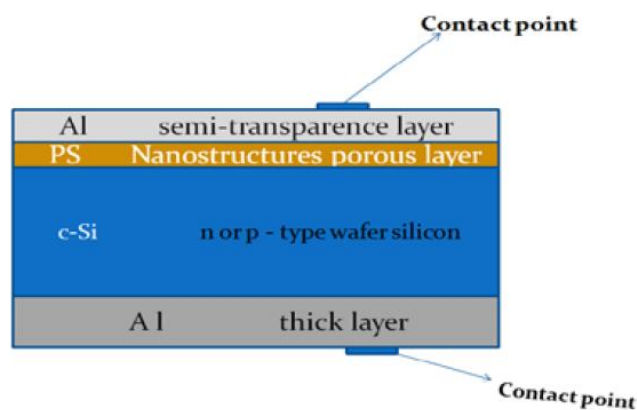 Contact point
Al semi-transparence layer
PS Nanostructures porous layer
c-Si n or p - type wafer silicon
A l thick layer
Contact point